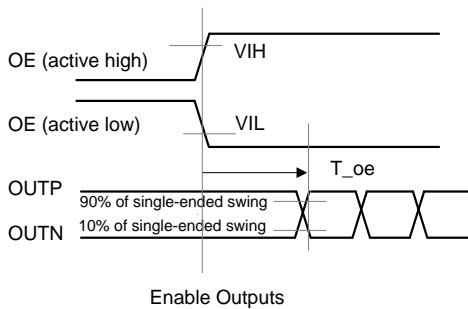 OE (active high)
VIH
OE (active low)
VIL
T_oe
OUTP
90% of single-ended swing
10% of single-ended swing
OUTN
Enable Outputs